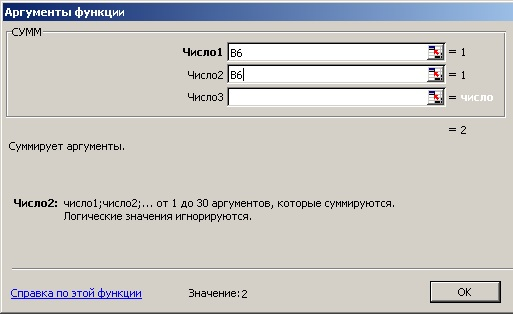 Аргументы функции
СУММ
Число1 B6 = 1
Число2 B6 = 1
Число3 = число
= 2
Суммирует аргументы.
Число2: число1;число2;... от 1 до 30 аргументов, которые суммируются.
Логические значения игнорируются.
Справка по этой функции Значение:2 OK